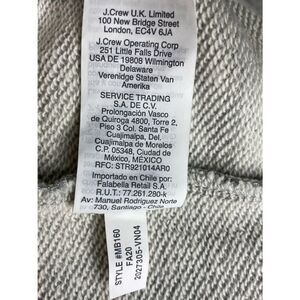 J.Crew U.K. Limited
100 New Bridge Street
London, EC4V 6JA
J.Crew Operating Corp
251 Little Falls Drive
USA DE 19808 Wilmington
Delaware
Verenidge Staten Van
Amerika
SERVICE TRADING
S.A. DE C.V.
Prolongación Vasco
de Quiroga 4800, Torre 2,
Piso 3 Col. Santa Fe
Cuajimalpa, Del.
Cuajimalpa de Morelos
C.P. 05348, Ciudad de
México, MÉXICO
RFC: STR921014AR0
Importado en Chile por:
Falabella Retail S.A.
R.U.T.: 77.261.280-k
Av: Manuel Rodriguez Norte
730, Santiago - Chile
STYLE #MB160
FA20
2027305-VN04